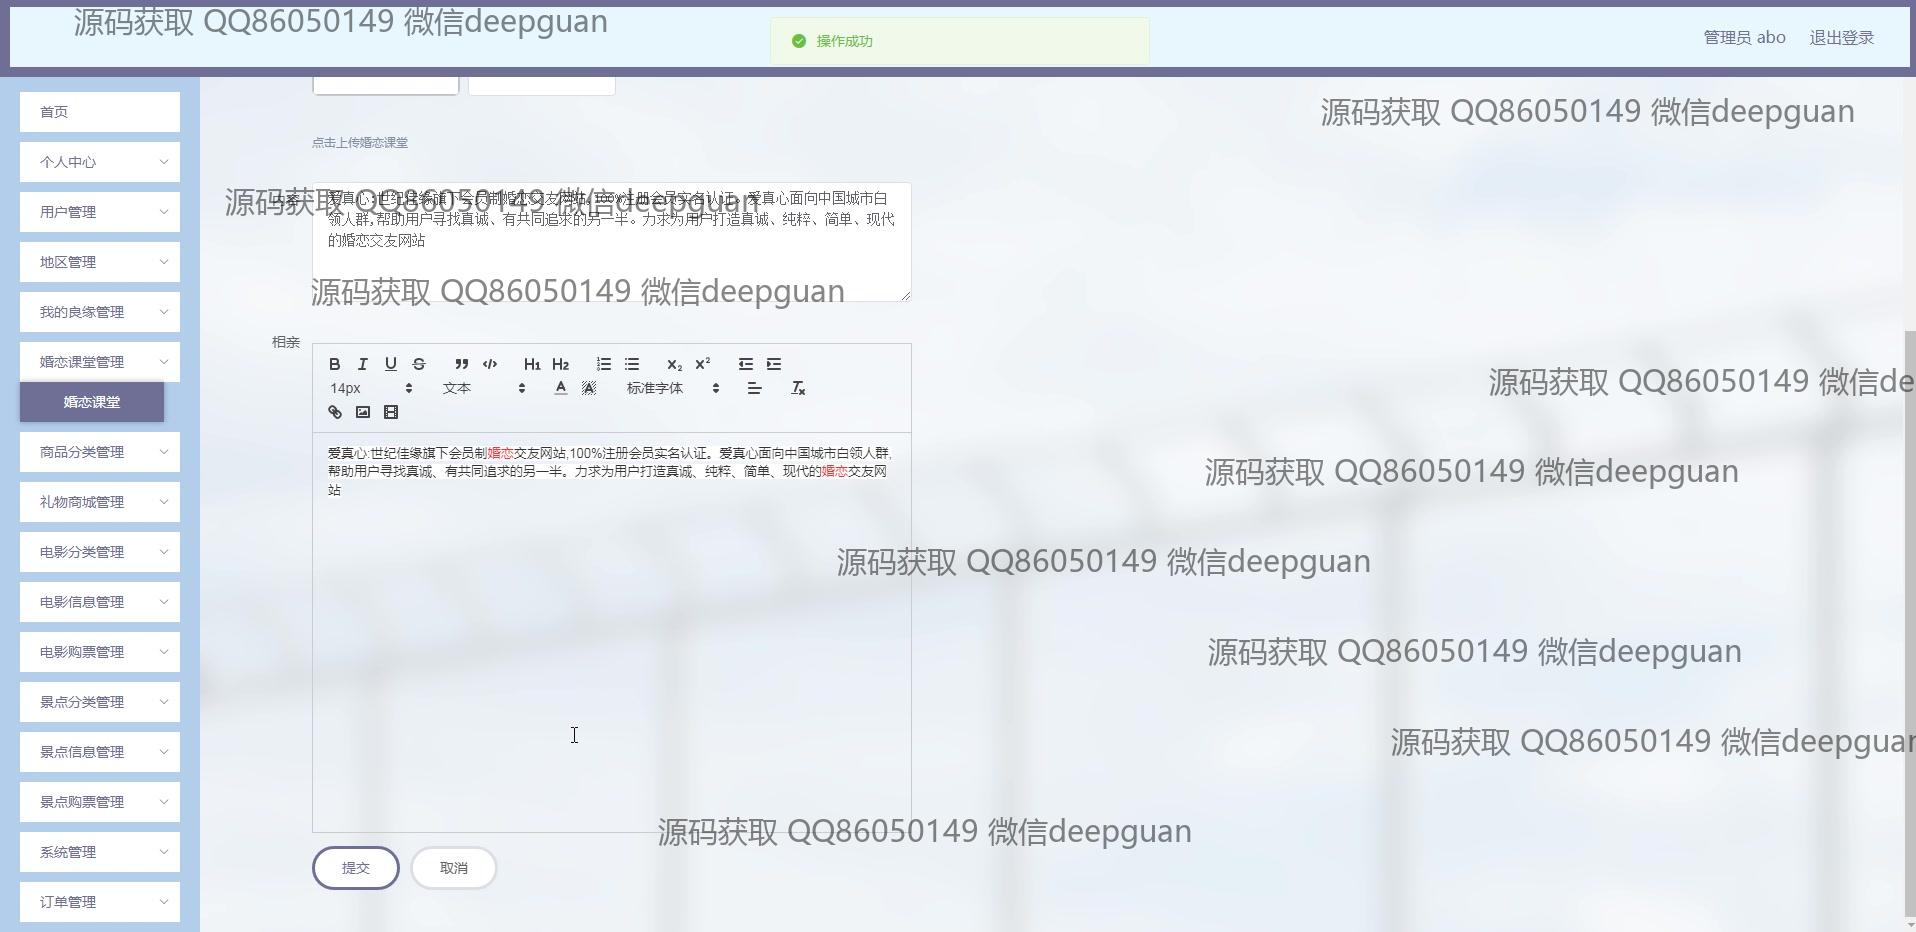 源码获取 QQ86050149 微信deepguan
操作成功
管理员 abo
退出登录
首页
个人中心
用户管理
地区管理
我的良缘管理
婚恋课堂管理
婚恋课堂
商品分类管理
礼物商城管理
电影分类管理
电影信息管理
电影购票管理
景点分类管理
景点信息管理
景点购票管理
系统管理
订单管理
源码获取 QQ86050149 微信deepguan
点击上传婚恋课堂
源码获取 QQ86050149 微信deepguan
爱真心:世纪佳缘旗下会员制婚恋交友网站,100%注册会员实名认证。爱真心面向中国城市白
领人群,帮助用户寻找真诚、有共同追求的另一半。力求为用户打造真诚、纯粹、简单、现代
的婚恋交友网站
源码获取 QQ86050149 微信deepguan
相亲
B I U S H1 H2 x₂ x²
14px 文本 A A 标准字体 Tx
源码获取 QQ86050149 微信de
爱真心:世纪佳缘旗下会员制婚恋交友网站,100%注册会员实名认证。爱真心面向中国城市白领人群,
帮助用户寻找真诚、有共同追求的另一半。力求为用户打造真诚、纯粹、简单、现代的婚恋交友网
站
源码获取 QQ86050149 微信deepguan
源码获取 QQ86050149 微信deepguan
源码获取 QQ86050149 微信deepguan
源码获取 QQ86050149 微信deepguan
源码获取 QQ86050149 微信deepguan
提交
取消